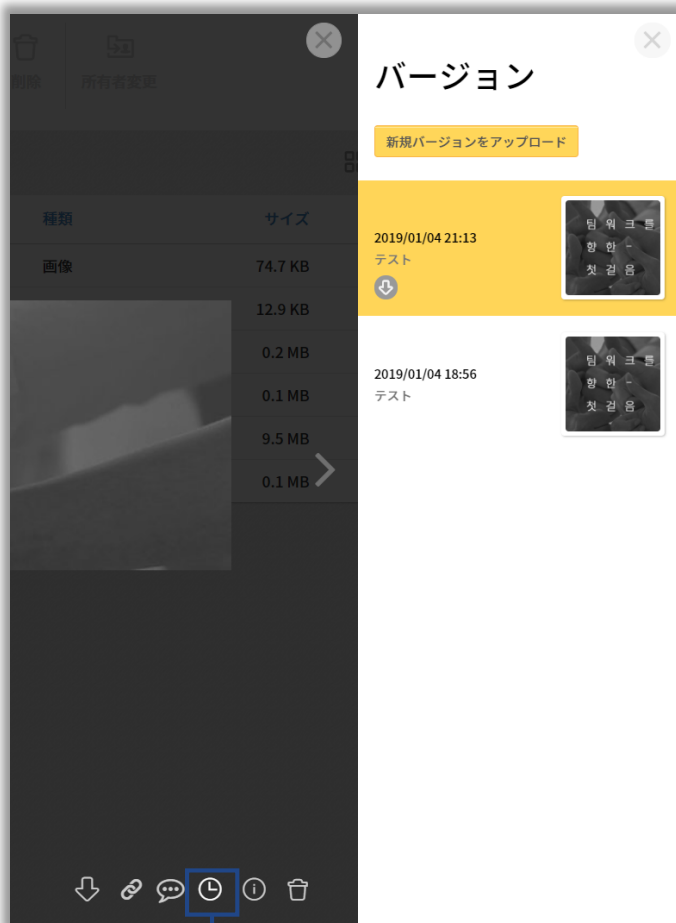 削除
所有者変更
種類
サイズ
画像
74.7 KB
12.9 KB
0.2 MB
0.1 MB
9.5 MB
0.1 MB
バージョン
新規バージョンをアップロード
2019/01/04 21:13
テスト
팀 워 크 를
향 한 -
첫 걸 음
2019/01/04 18:56
テスト
팀 워 크 를
향 한 -
첫 걸 음